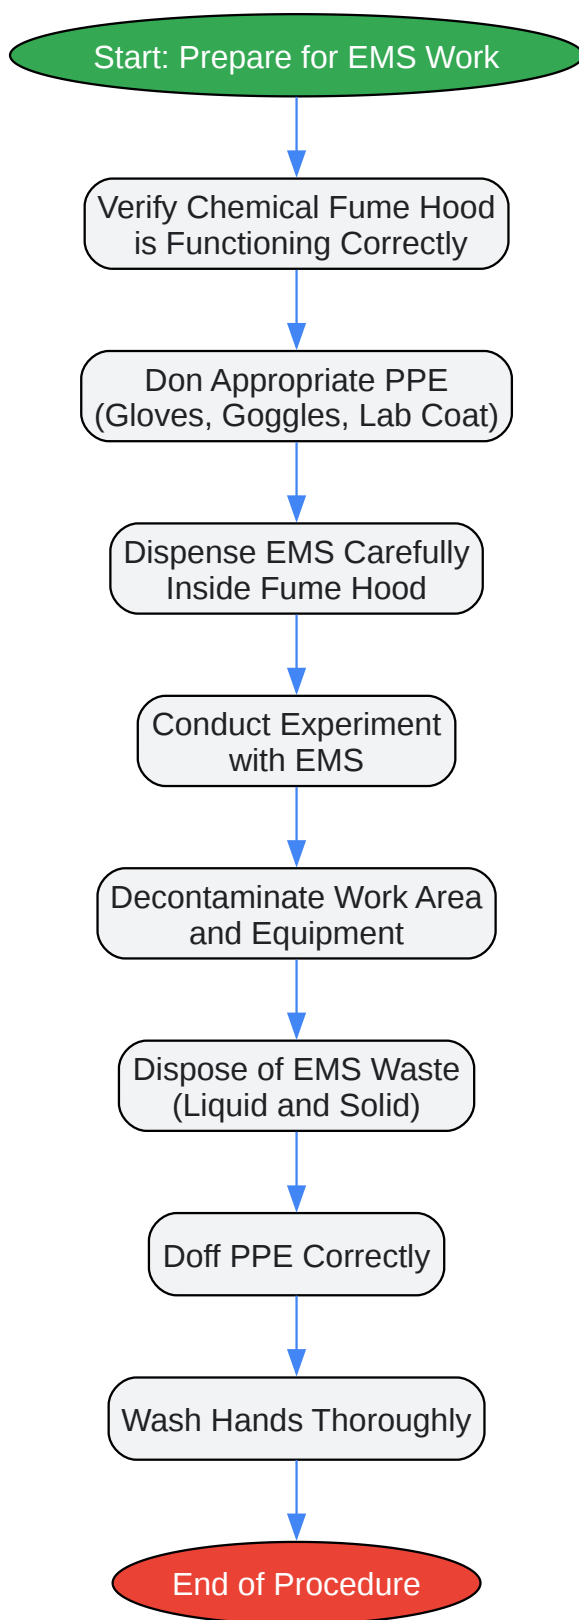 Start: Prepare for EMS Work
Verify Chemical Fume Hood
is Functioning Correctly
Don Appropriate PPE
(Gloves, Goggles, Lab Coat)
Dispense EMS Carefully
Inside Fume Hood
Conduct Experiment
with EMS
Decontaminate Work Area
and Equipment
Dispose of EMS Waste
(Liquid and Solid)
Doff PPE Correctly
Wash Hands Thoroughly
End of Procedure